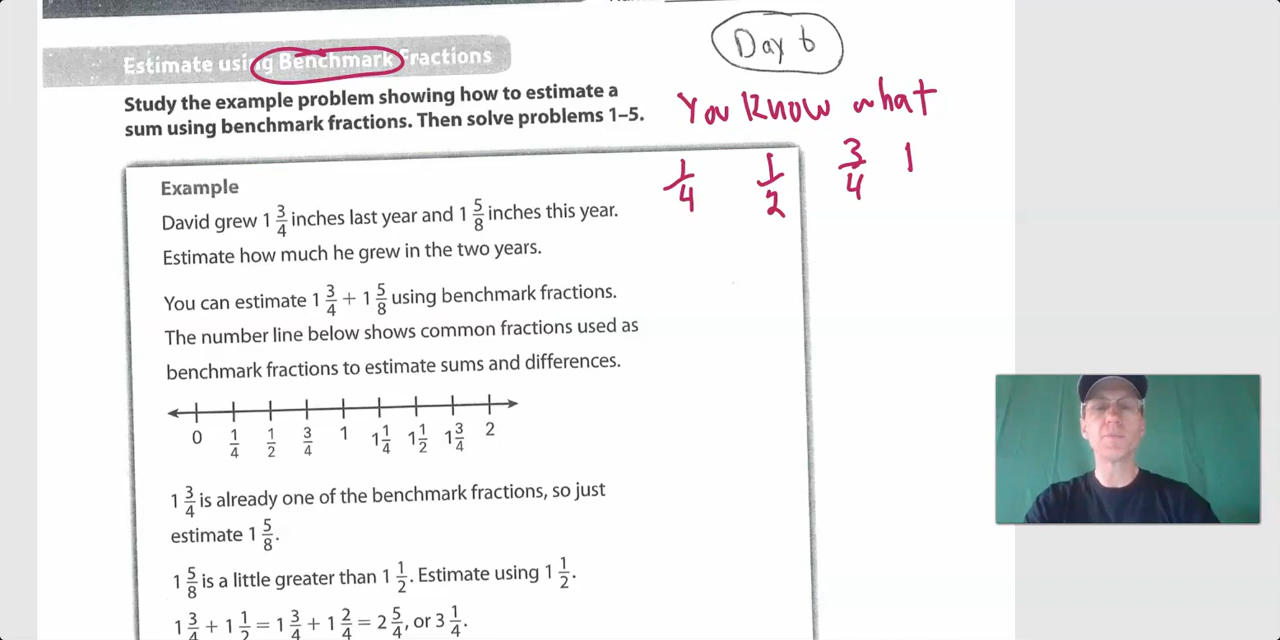 Day 6
Estimate using Benchmark Fractions
You know what
Study the example problem showing how to estimate a
sum using benchmark fractions. Then solve problems 1–5.
1/4 1/2 3/4 1
Example
David grew 1 3/4 inches last year and 1 5/8 inches this year.
Estimate how much he grew in the two years.
You can estimate 1 3/4 + 1 5/8 using benchmark fractions.
The number line below shows common fractions used as
benchmark fractions to estimate sums and differences.
0 1/4 1/2 3/4 1 1 1/4 1 1/2 1 3/4 2
1 3/4 is already one of the benchmark fractions, so just
estimate 1 5/8.
1 5/8 is a little greater than 1 1/2. Estimate using 1 1/2.
1 3/4 + 1 1/2 = 1 3/4 + 1 2/4 = 2 5/4, or 3 1/4.